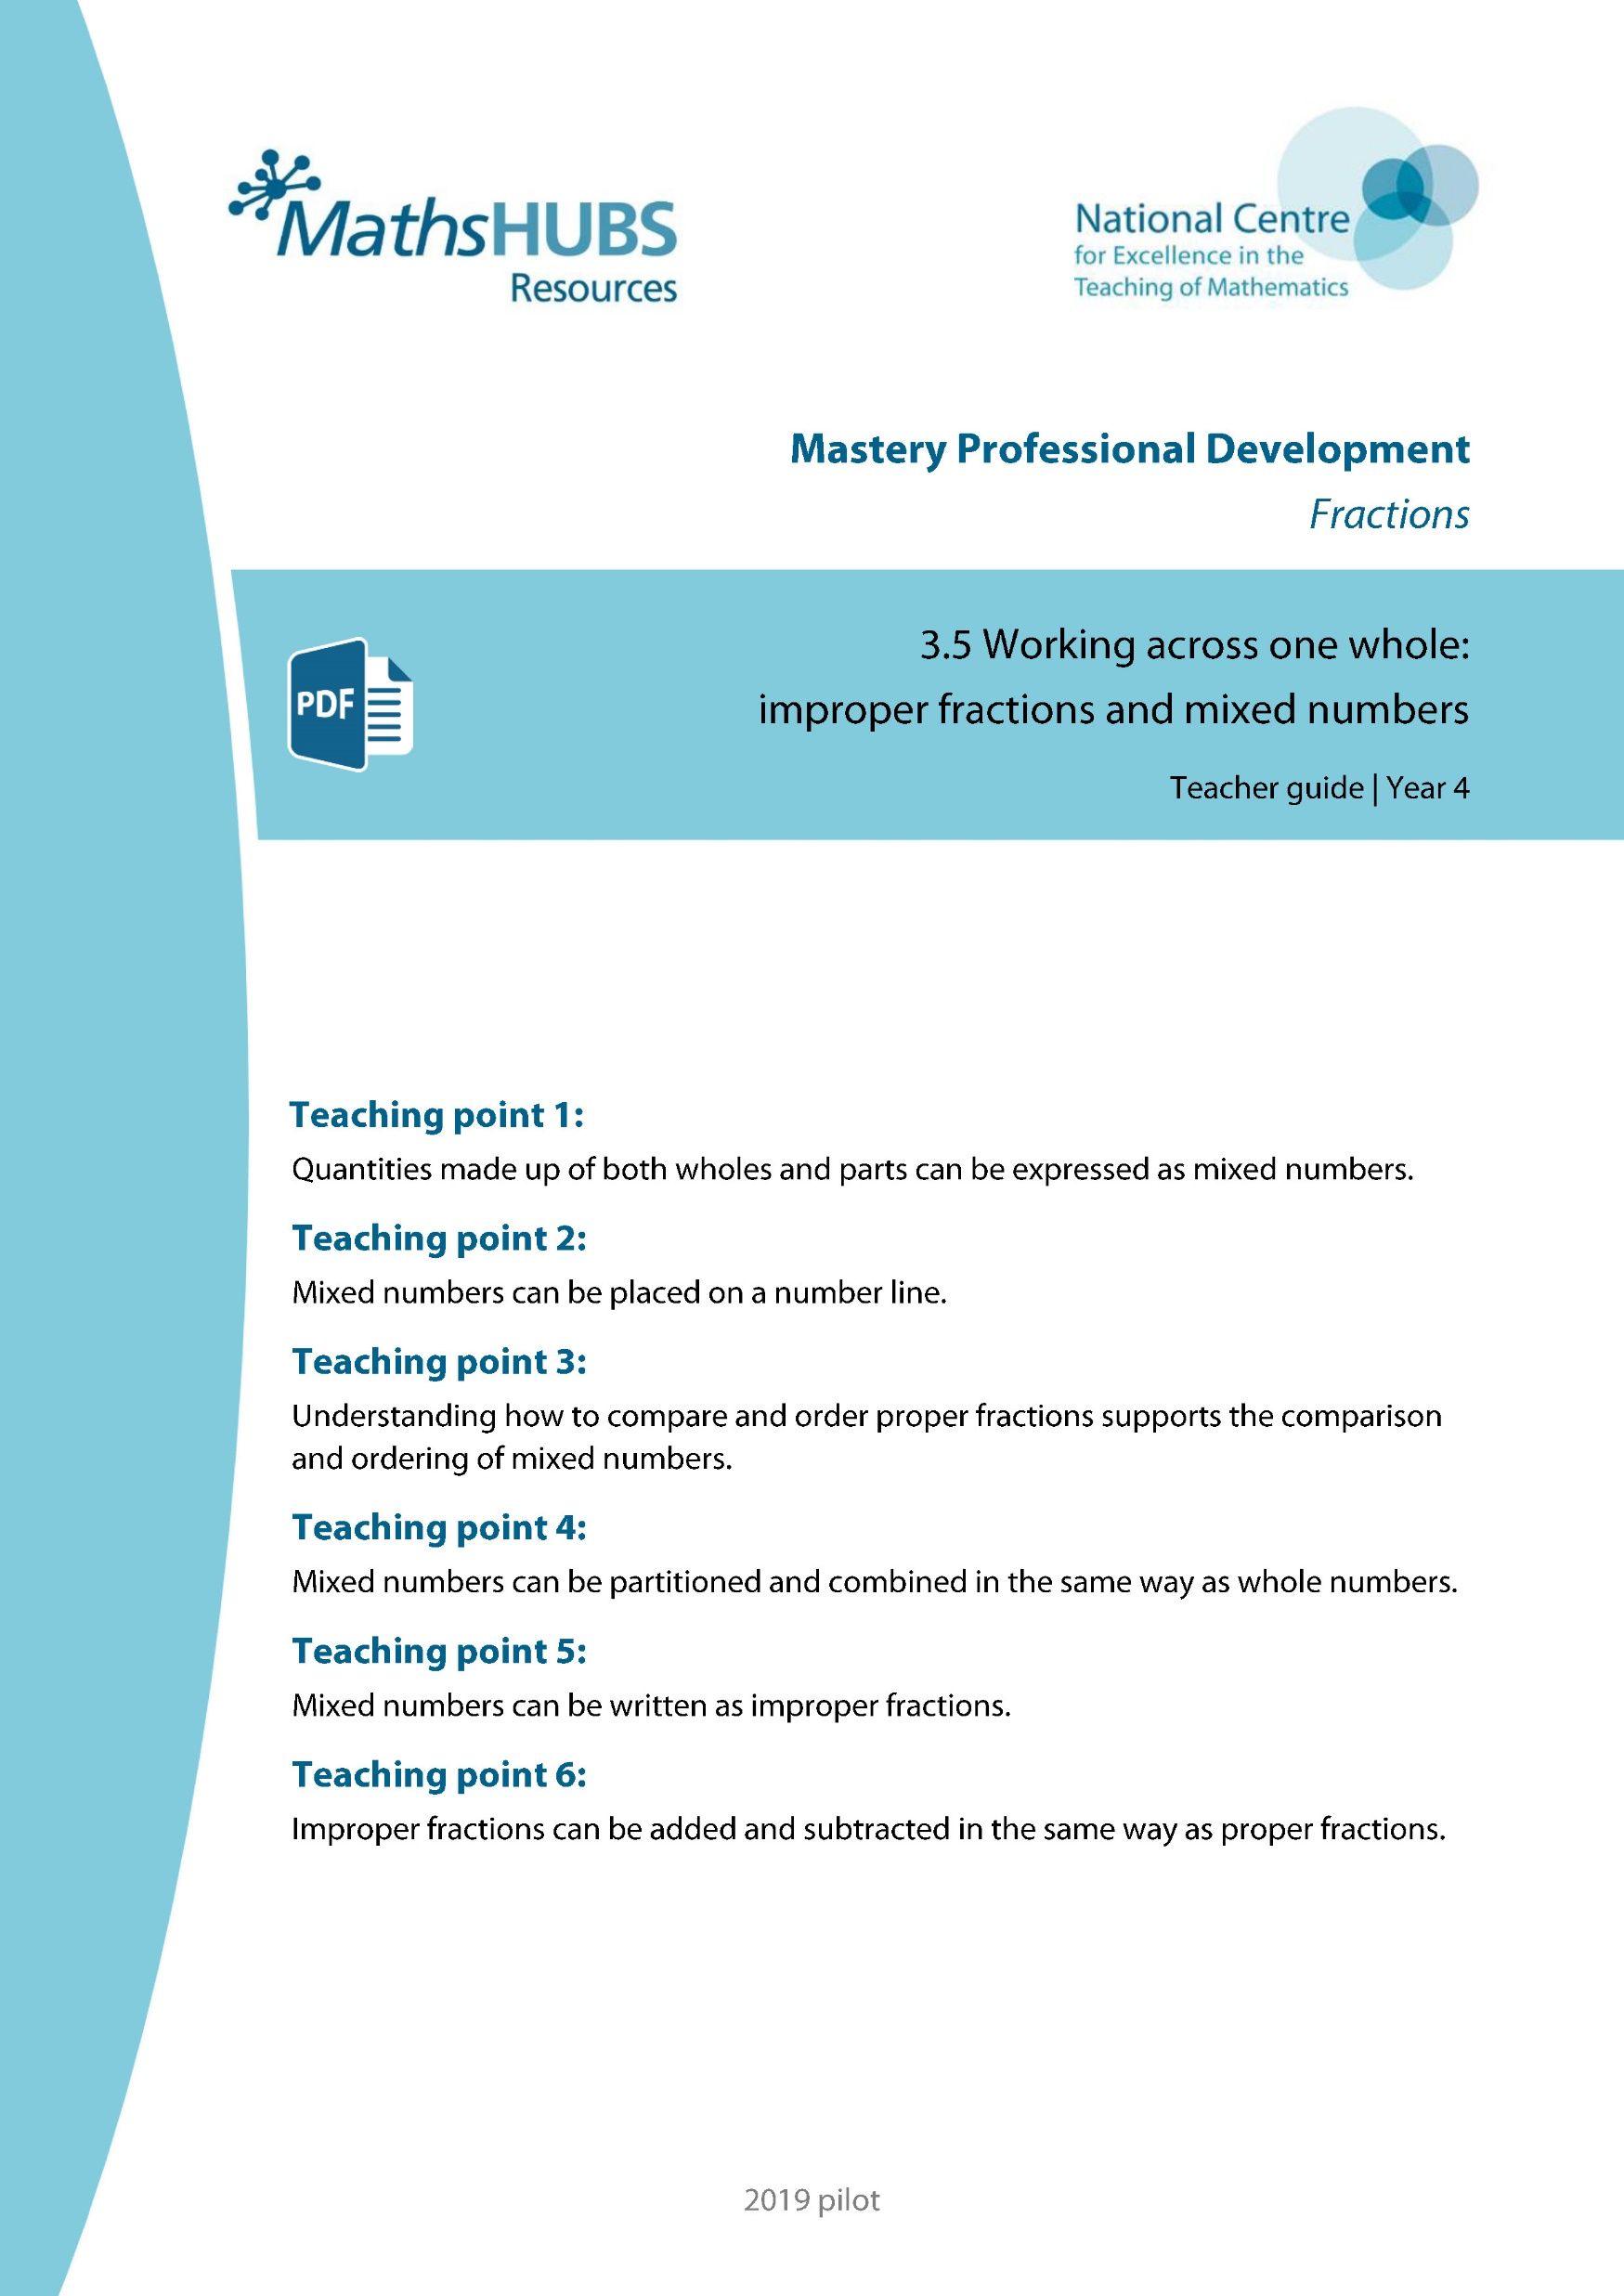 MathsHUBS
Resources
National Centre
for Excellence in the
Teaching of Mathematics
Mastery Professional Development
Fractions
PDF
3.5 Working across one whole:
improper fractions and mixed numbers
Teacher guide | Year 4
Teaching point 1:
Quantities made up of both wholes and parts can be expressed as mixed numbers.
Teaching point 2:
Mixed numbers can be placed on a number line.
Teaching point 3:
Understanding how to compare and order proper fractions supports the comparison
and ordering of mixed numbers.
Teaching point 4:
Mixed numbers can be partitioned and combined in the same way as whole numbers.
Teaching point 5:
Mixed numbers can be written as improper fractions.
Teaching point 6:
Improper fractions can be added and subtracted in the same way as proper fractions.
2019 pilot